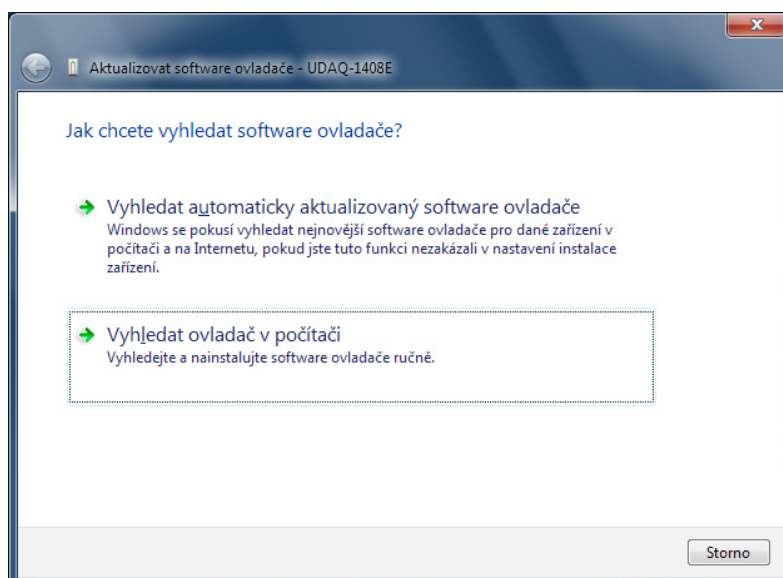 Aktualizovat software ovladače - UDAQ-1408E
Jak chcete vyhledat software ovladače?
Vyhledat automaticky aktualizovaný software ovladače
Windows se pokusí vyhledat nejnovější software ovladače pro dané zařízení v
počítači a na Internetu, pokud jste tuto funkci nezakázali v nastavení instalace
zařízení.
Vyhledat ovladač v počítači
Vyhledejte a nainstalujte software ovladače ručně.
Storno